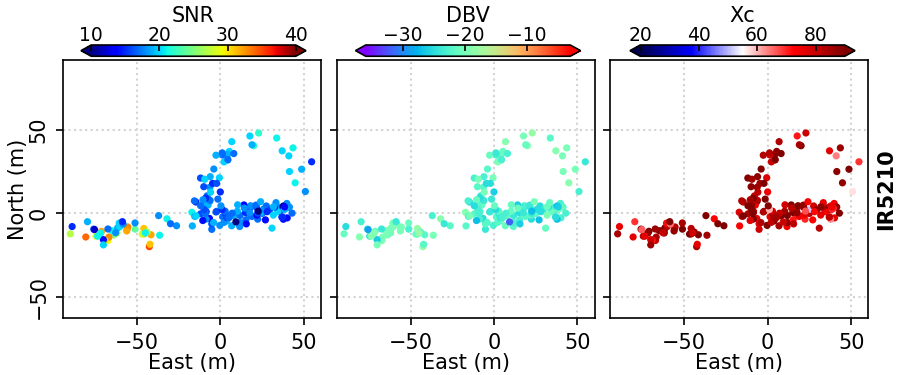 SNR
DBV
Xc
10 20 30 40
−30 −20 −10
20 40 60 80
North (m)
50
0
−50
−50 0 50
−50 0 50
−50 0 50
East (m)
East (m)
East (m)
IR5210